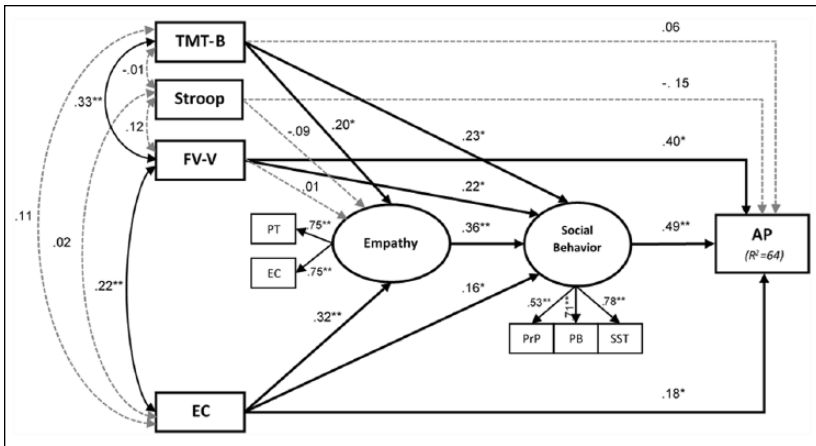 TMT-B
.06
-.01
Stroop
-. 15
.33**
.12
-.09
.20*
.23*
FV-V
.40*
.01
.22*
.11
.02
PT
.75**
Empathy
.36**
Social
Behavior
.49**
AP
(R²=64)
EC
.75**
.22**
.16*
.32**
.53**
.71**
.78**
PrP
PB
SST
EC
.18*